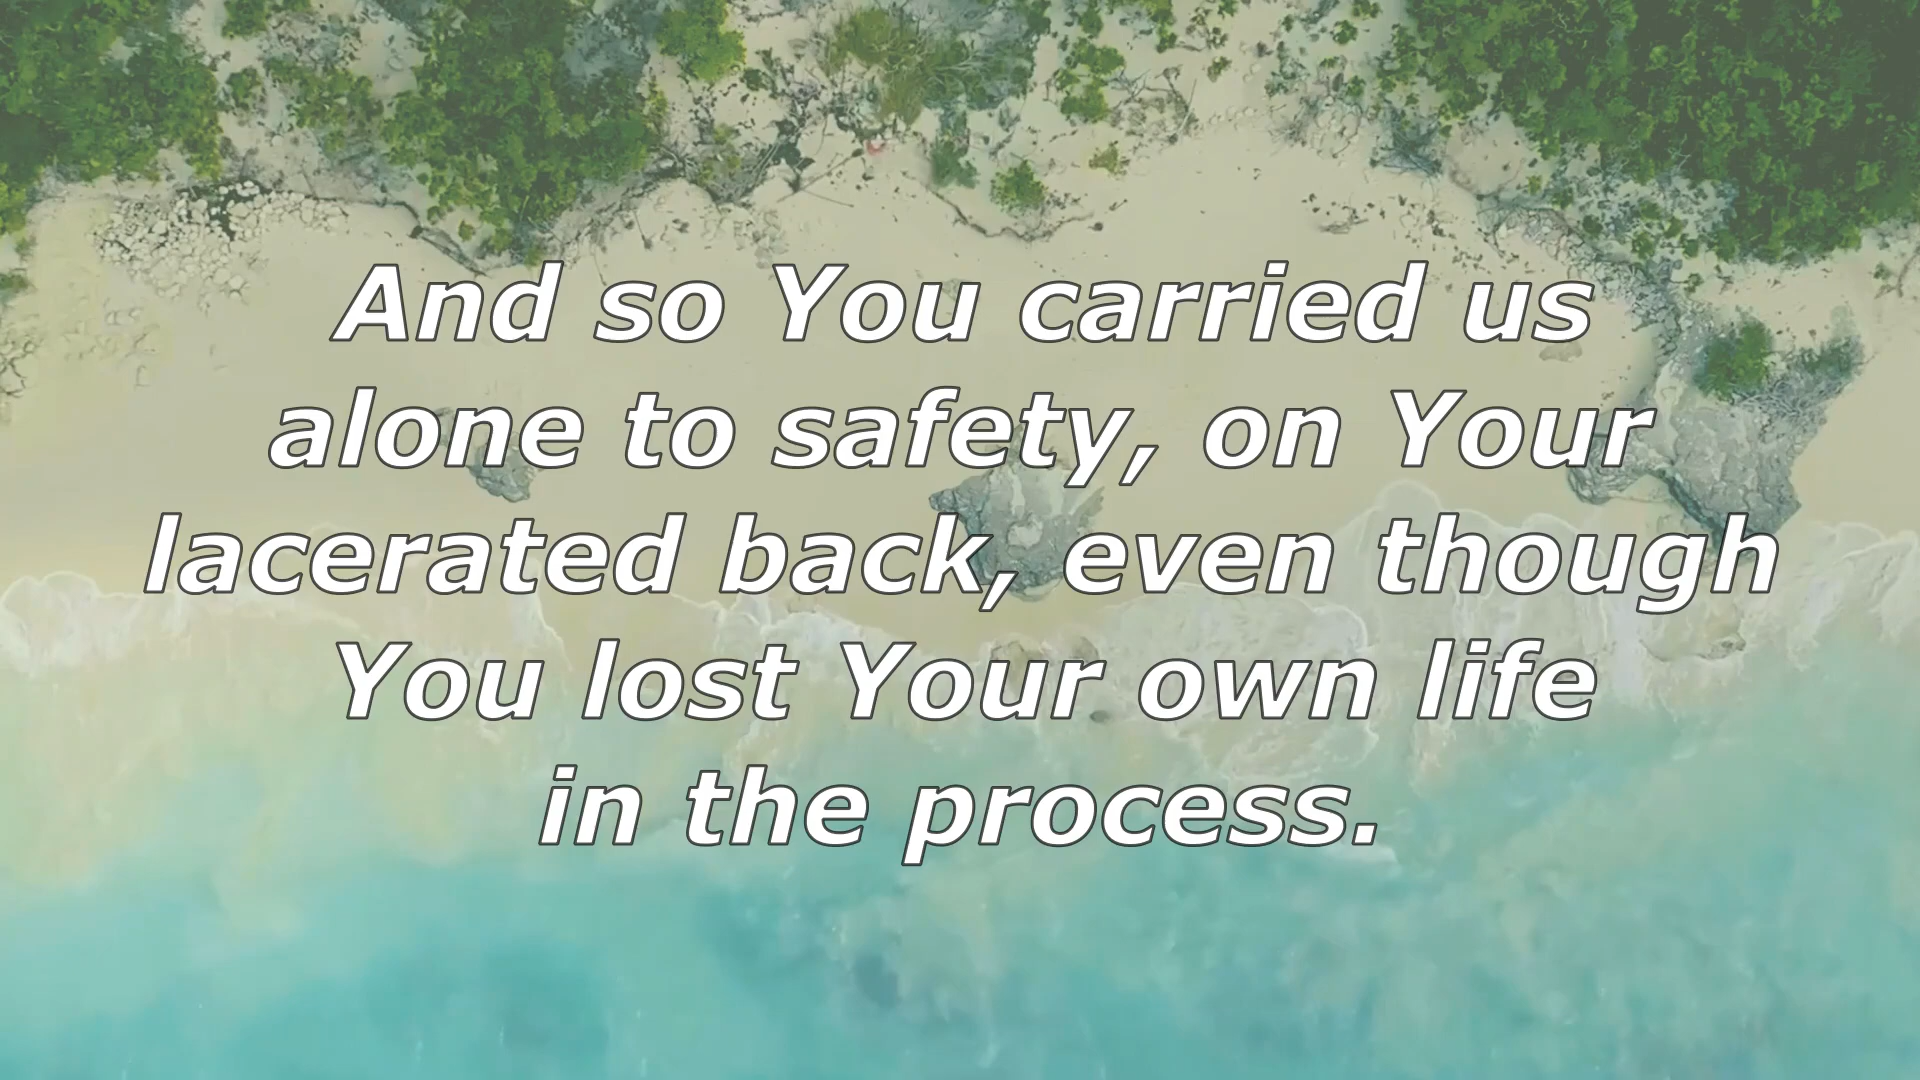 And so You carried us
alone to safety, on Your
lacerated back, even though
You lost Your own life
in the process.